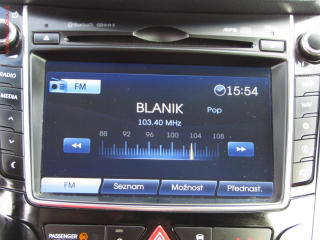 Bluetooth
RADIO
MEDIA
FM
15:54
BLANIK
Pop
103.40 MHz
88 92 96 100 104 108
FM Seznam Možnost Přednast.
PASSENGER